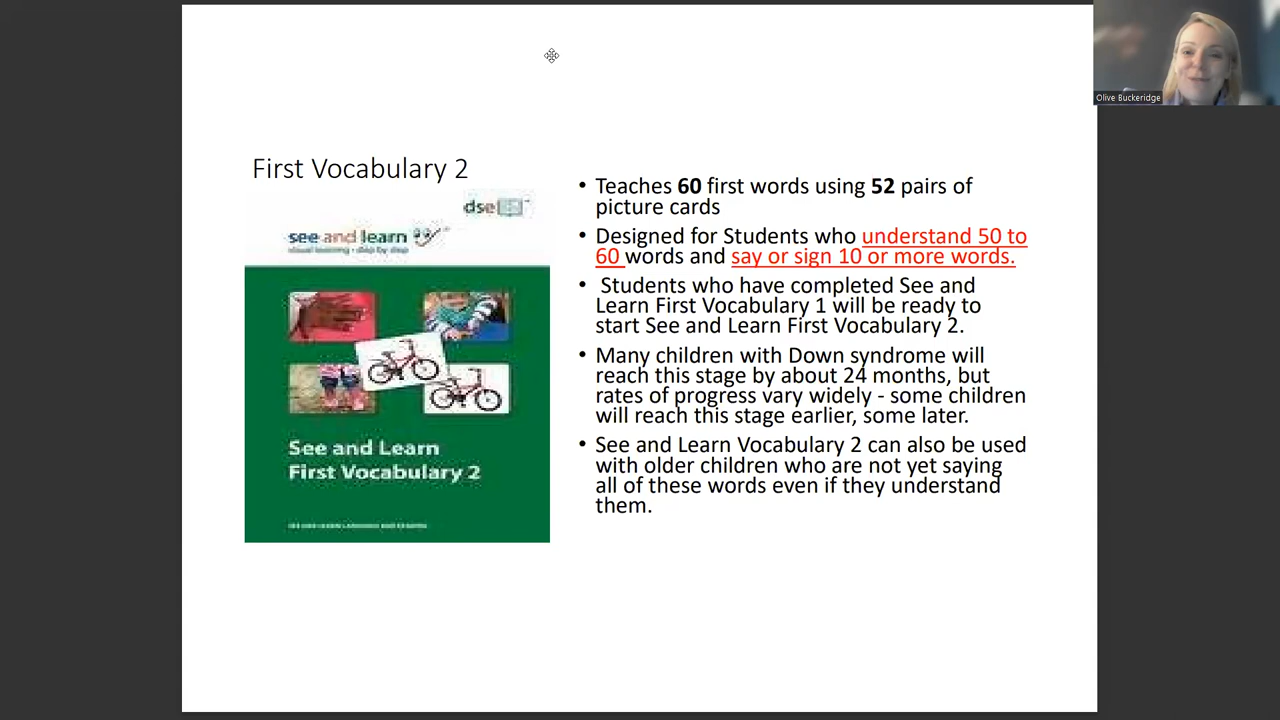 Olive Buckeridge
First Vocabulary 2
dse
see and learn
visual learning • step by step
See and Learn
First Vocabulary 2
SEE AND LEARN LANGUAGE AND READING
• Teaches 60 first words using 52 pairs of
picture cards
• Designed for Students who understand 50 to
60 words and say or sign 10 or more words.
• Students who have completed See and
Learn First Vocabulary 1 will be ready to
start See and Learn First Vocabulary 2.
• Many children with Down syndrome will
reach this stage by about 24 months, but
rates of progress vary widely - some children
will reach this stage earlier, some later.
• See and Learn Vocabulary 2 can also be used
with older children who are not yet saying
all of these words even if they understand
them.